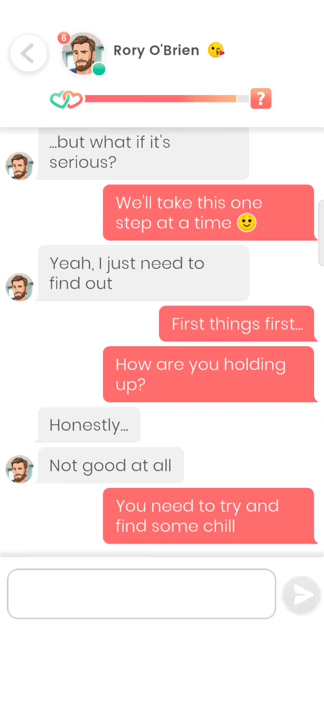 6
Rory O'Brien 😘
?
...but what if it's
serious?
We'll take this one
step at a time 🙂
Yeah, I just need to
find out
First things first...
How are you holding
up?
Honestly...
Not good at all
You need to try and
find some chill